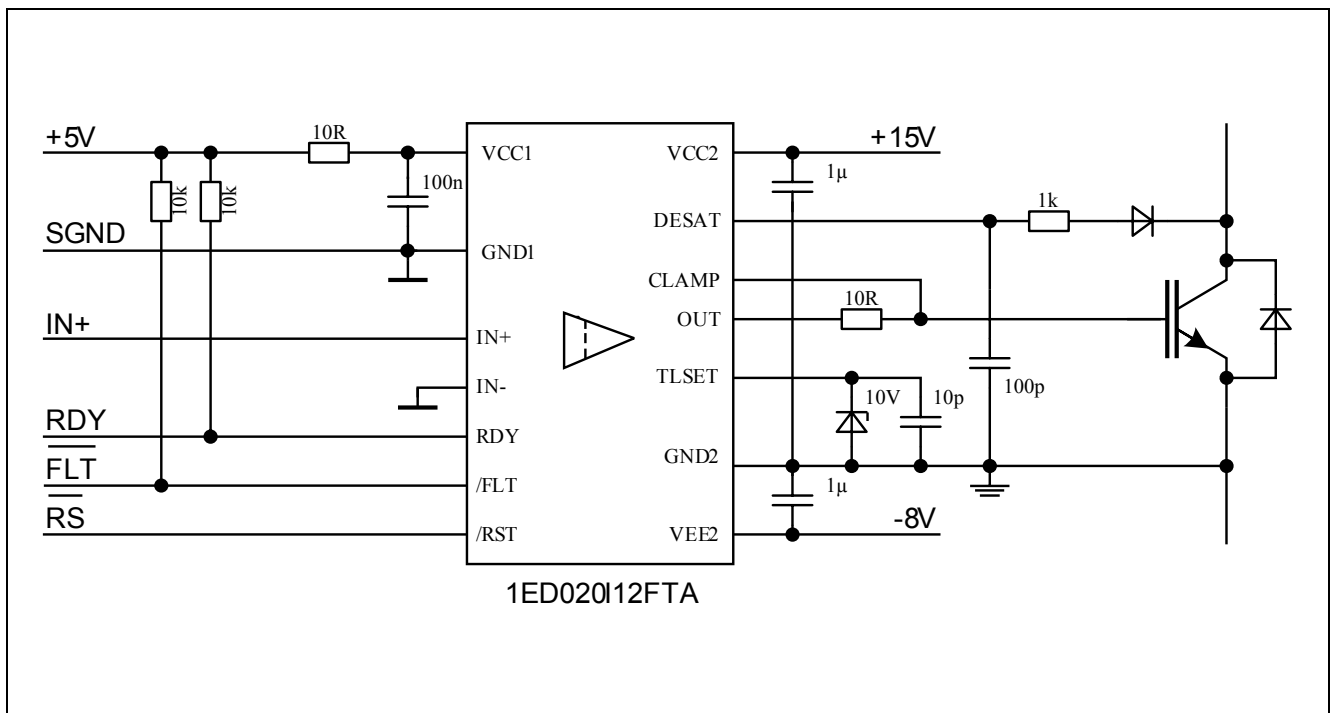 +5V
10R
VCC1
VCC2
+15V
10k
10k
100n
1µ
1k
SGND
GND1
DESAT
CLAMP
10R
IN+
IN+
OUT
IN-
TLSET
10V
10p
100p
RDY
RDY
GND2
FLT
/FLT
1µ
RS
/RST
VEE2
-8V
1ED020I12FTA